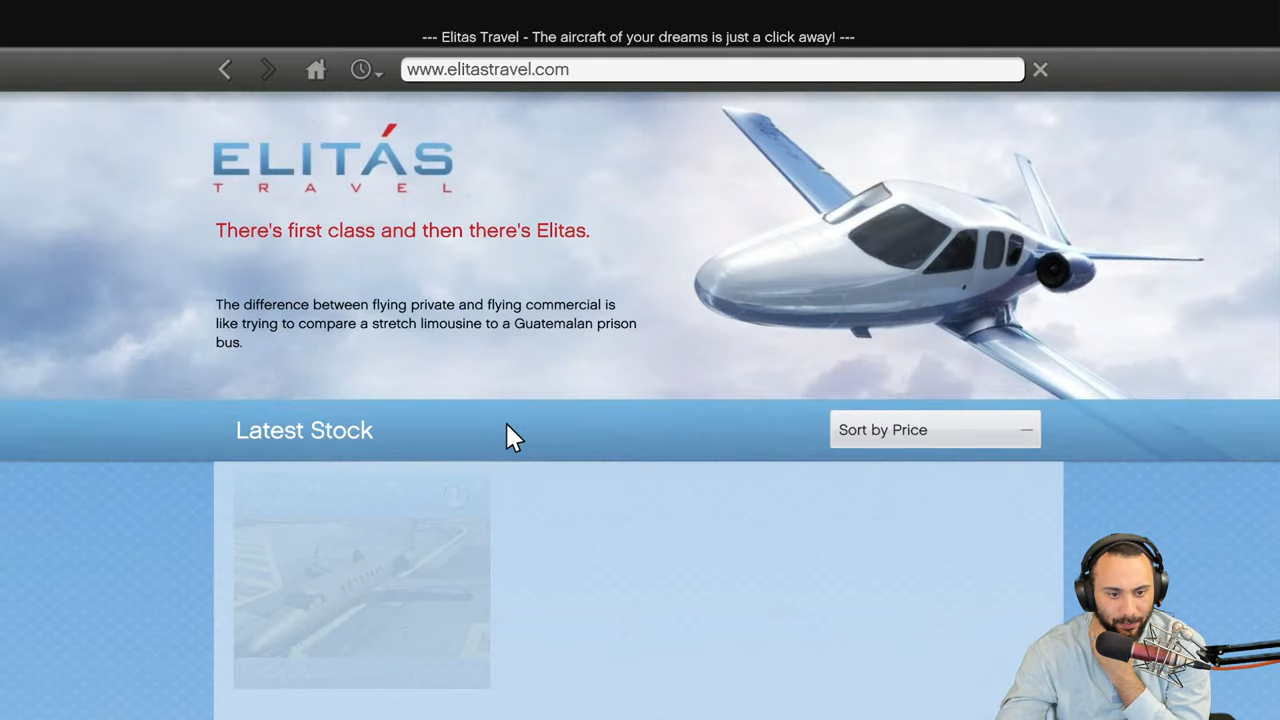 --- Elitas Travel - The aircraft of your dreams is just a click away! ---
www.elitastravel.com
ELITÁS
TRAVEL
There's first class and then there's Elitas.
The difference between flying private and flying commercial is
like trying to compare a stretch limousine to a Guatemalan prison
bus.
Latest Stock
Sort by Price